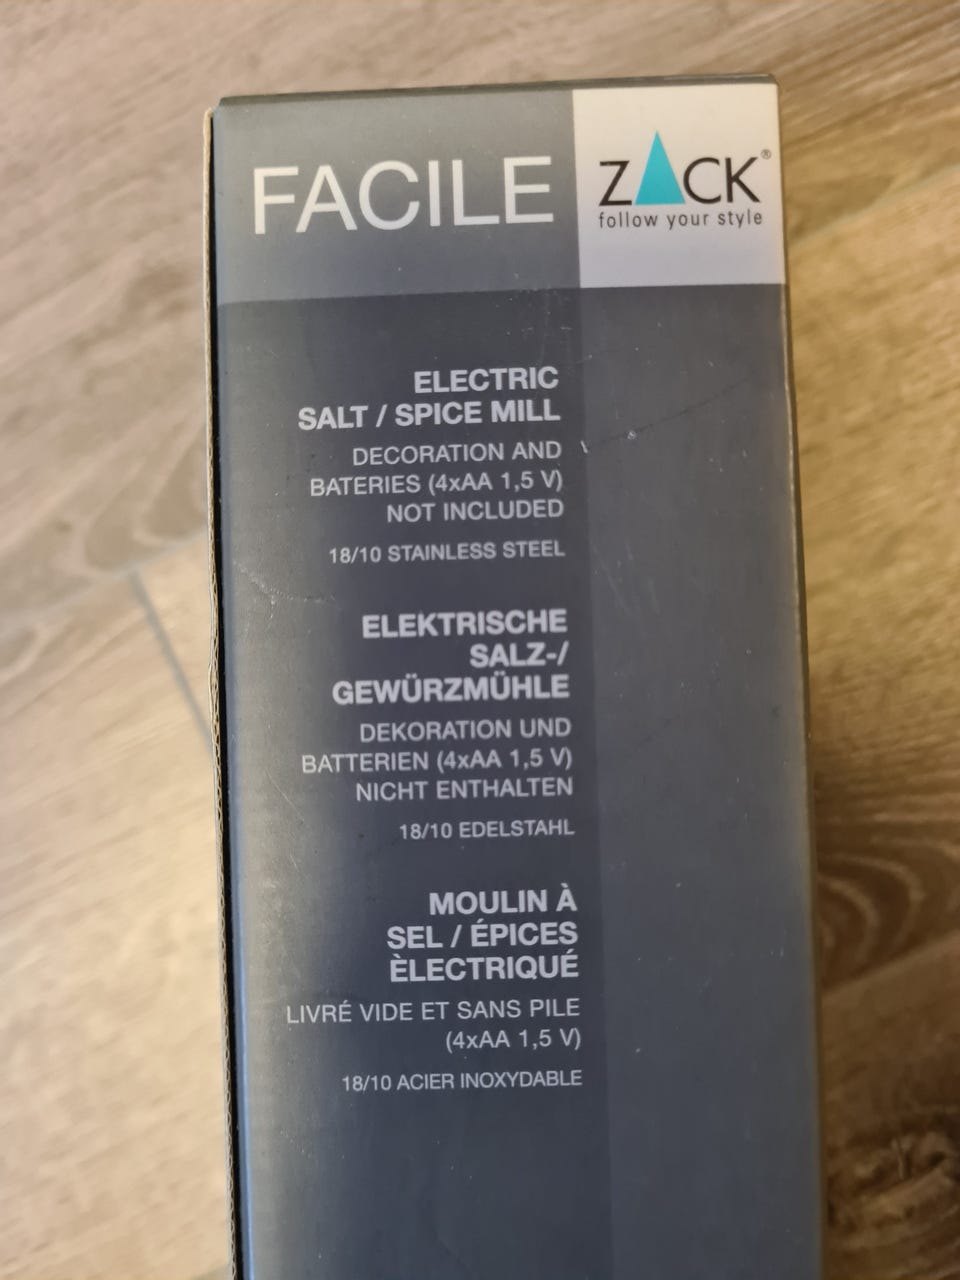 FACILE
ZACK®
follow your style
ELECTRIC
SALT / SPICE MILL
DECORATION AND
BATERIES (4xAA 1,5 V)
NOT INCLUDED
18/10 STAINLESS STEEL
ELEKTRISCHE
SALZ-/
GEWÜRZMÜHLE
DEKORATION UND
BATTERIEN (4xAA 1,5 V)
NICHT ENTHALTEN
18/10 EDELSTAHL
MOULIN À
SEL / ÉPICES
ÈLECTRIQUÉ
LIVRÉ VIDE ET SANS PILE
(4xAA 1,5 V)
18/10 ACIER INOXYDABLE